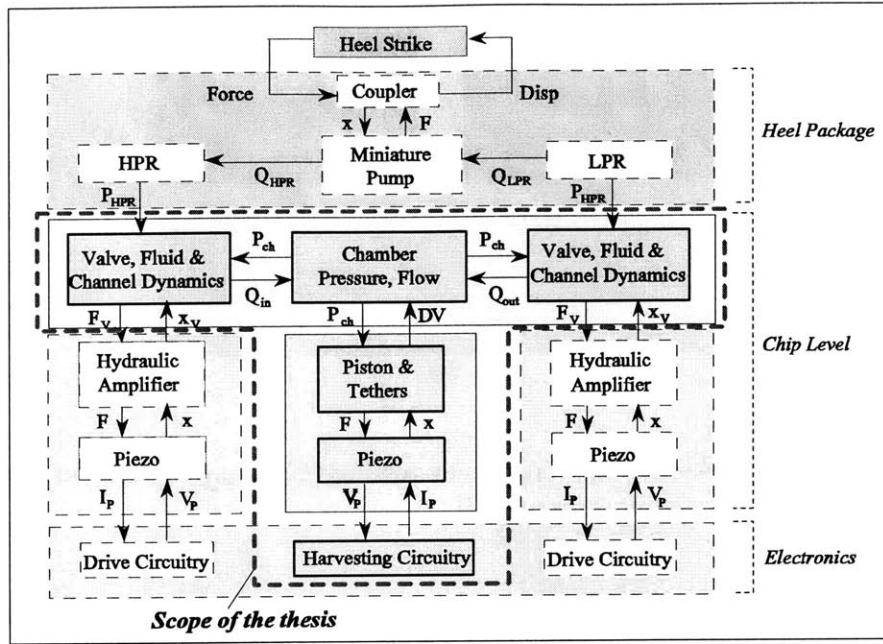 Heel Strike
Force
Coupler
Disp
x
F
Heel Package
HPR
Q_HPR
Miniature
Pump
Q_LPR
LPR
P_HPR
P_HPR
Valve, Fluid &
Channel Dynamics
P_ch
Q_in
Chamber
Pressure, Flow
P_ch
Q_out
Valve, Fluid &
Channel Dynamics
F_V
x_V
P_ch
DV
F_V
x_V
Chip Level
Hydraulic
Amplifier
Piston &
Tethers
Hydraulic
Amplifier
F
x
F
x
F
x
Piezo
Piezo
Piezo
I_P
V_P
V_P
I_P
I_P
V_P
Drive Circuitry
Harvesting Circuitry
Drive Circuitry
Electronics
Scope of the thesis